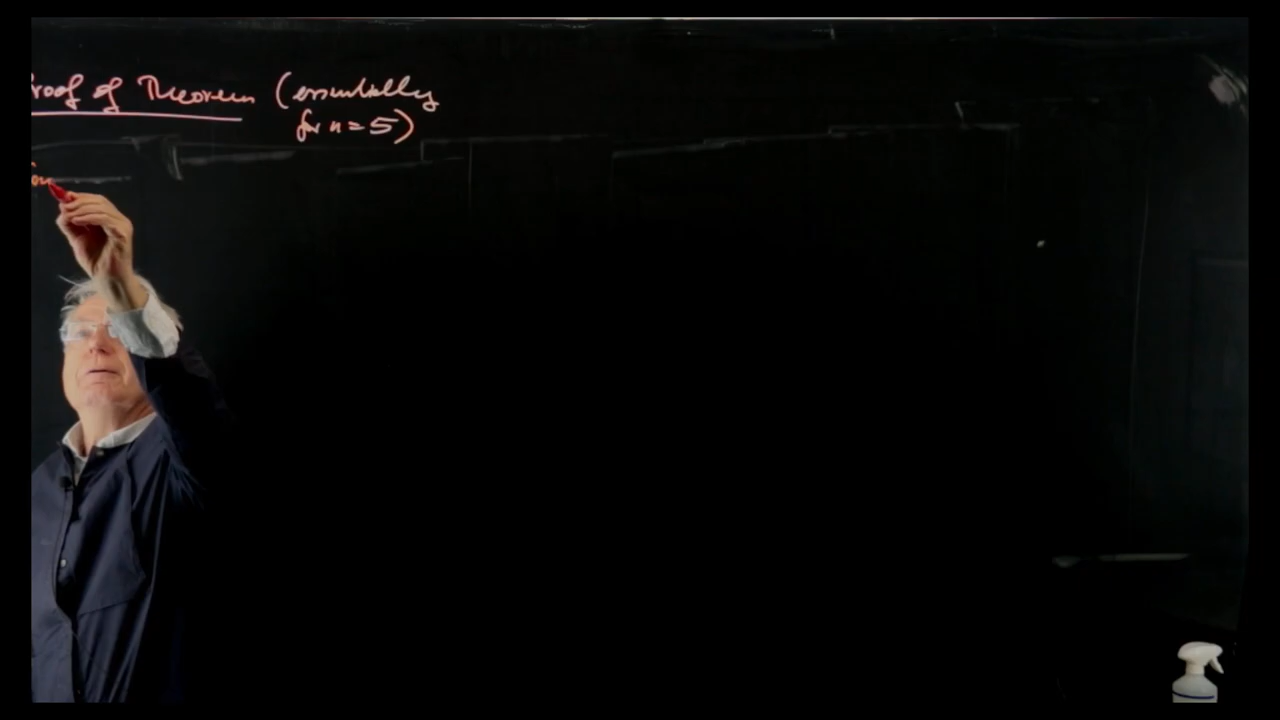 roof of Theorem (essentially
for n = 5)